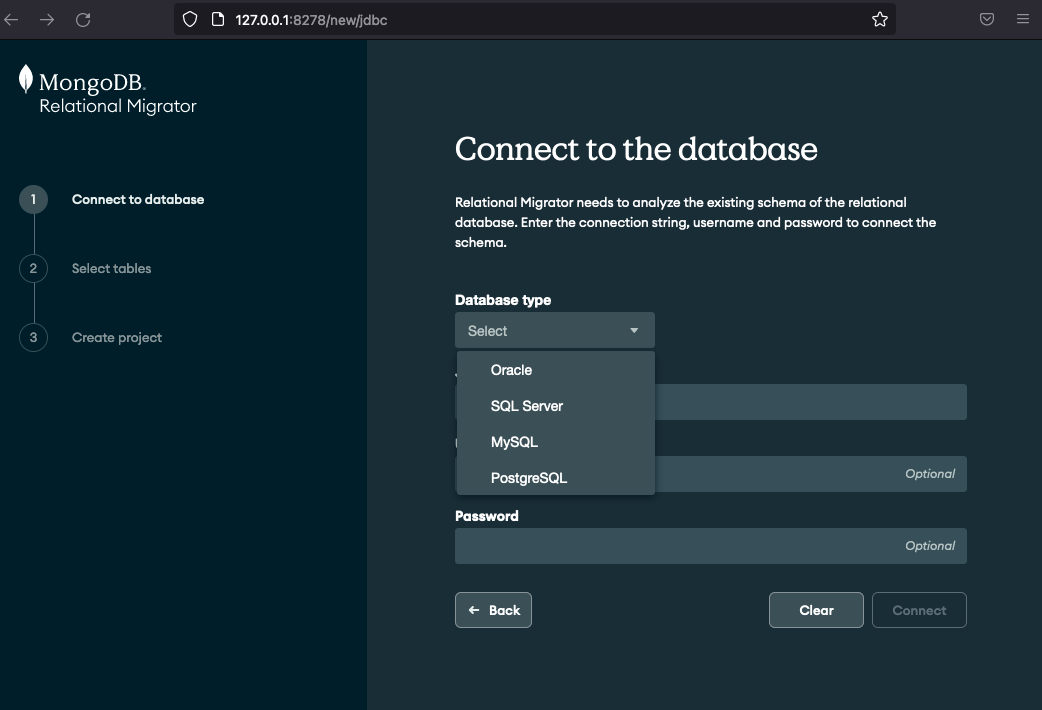 127.0.0.1:8278/new/jdbc
MongoDB.
Relational Migrator
1 Connect to database
2 Select tables
3 Create project
Connect to the database
Relational Migrator needs to analyze the existing schema of the relational
database. Enter the connection string, username and password to connect the
schema.
Database type
Select
Oracle
SQL Server
MySQL
PostgreSQL
Optional
Password
Optional
Back
Clear
Connect